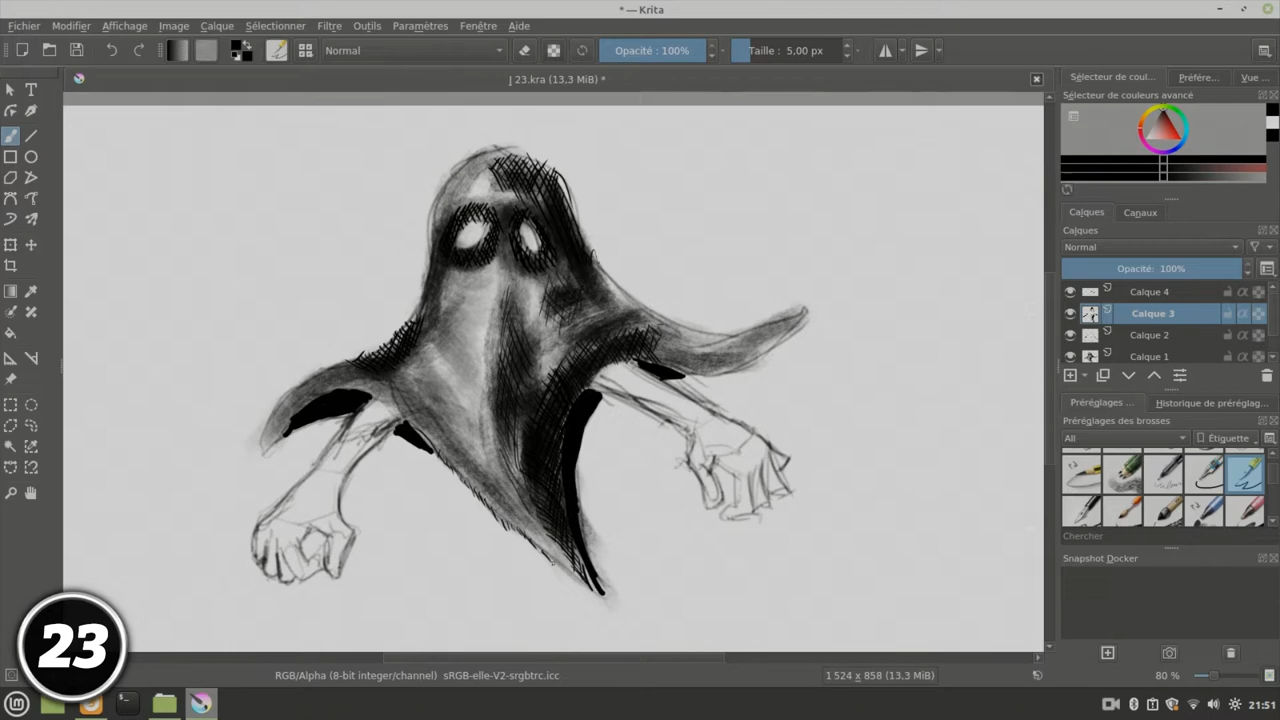 * — Krita
Fichier Modifier Affichage Image Calque Sélectionner Filtre Outils Paramètres Fenêtre Aide
Normal Opacité : 100% Taille : 5,00 px
J 23.kra (13,3 MiB) *
Sélecteur de coul... Préfére... Vue ...
Sélecteur de couleurs avancé
Calques Canaux
Calques
Normal
Opacité: 100%
Calque 4
Calque 3
Calque 2
Calque 1
Préréglages ... Historique de préréglag...
Préréglages des brosses
All Étiquette
Chercher
Snapshot Docker
23
RGB/Alpha (8-bit integer/channel) sRGB-elle-V2-srgbtrc.icc 1 524 x 858 (13,3 MiB) 80 %
21:51